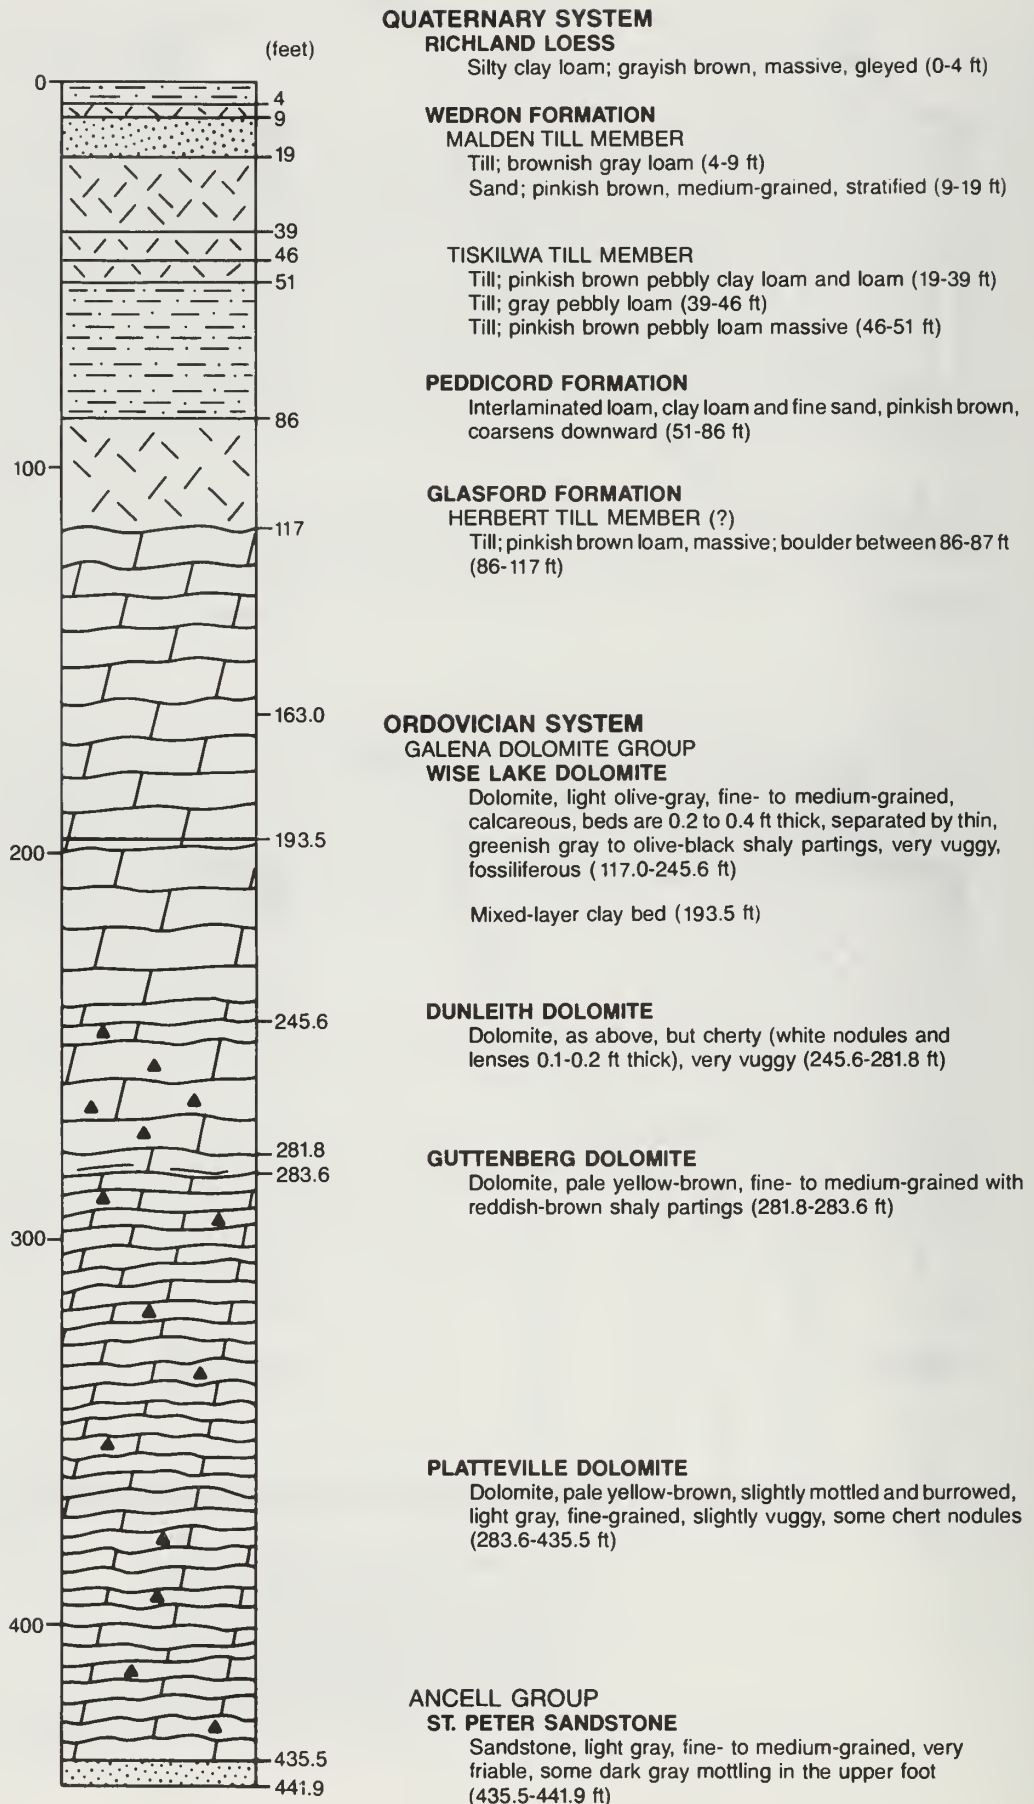 (feet)
0
4
9
19
39
46
51
86
100
117
163.0
193.5
200
245.6
281.8
283.6
300
400
435.5
441.9
QUATERNARY SYSTEM
RICHLAND LOESS
Silty clay loam; grayish brown, massive, gleyed (0-4 ft)
WEDRON FORMATION
MALDEN TILL MEMBER
Till; brownish gray loam (4-9 ft)
Sand; pinkish brown, medium-grained, stratified (9-19 ft)
TISKILWA TILL MEMBER
Till; pinkish brown pebbly clay loam and loam (19-39 ft)
Till; gray pebbly loam (39-46 ft)
Till; pinkish brown pebbly loam massive (46-51 ft)
PEDDICORD FORMATION
Interlaminated loam, clay loam and fine sand, pinkish brown,
coarsens downward (51-86 ft)
GLASFORD FORMATION
HERBERT TILL MEMBER (?)
Till; pinkish brown loam, massive; boulder between 86-87 ft
(86-117 ft)
ORDOVICIAN SYSTEM
GALENA DOLOMITE GROUP
WISE LAKE DOLOMITE
Dolomite, light olive-gray, fine- to medium-grained,
calcareous, beds are 0.2 to 0.4 ft thick, separated by thin,
greenish gray to olive-black shaly partings, very vuggy,
fossiliferous (117.0-245.6 ft)
Mixed-layer clay bed (193.5 ft)
DUNLEITH DOLOMITE
Dolomite, as above, but cherty (white nodules and
lenses 0.1-0.2 ft thick), very vuggy (245.6-281.8 ft)
GUTTENBERG DOLOMITE
Dolomite, pale yellow-brown, fine- to medium-grained with
reddish-brown shaly partings (281.8-283.6 ft)
PLATTEVILLE DOLOMITE
Dolomite, pale yellow-brown, slightly mottled and burrowed,
light gray, fine-grained, slightly vuggy, some chert nodules
(283.6-435.5 ft)
ANCELL GROUP
ST. PETER SANDSTONE
Sandstone, light gray, fine- to medium-grained, very
friable, some dark gray mottling in the upper foot
(435.5-441.9 ft)